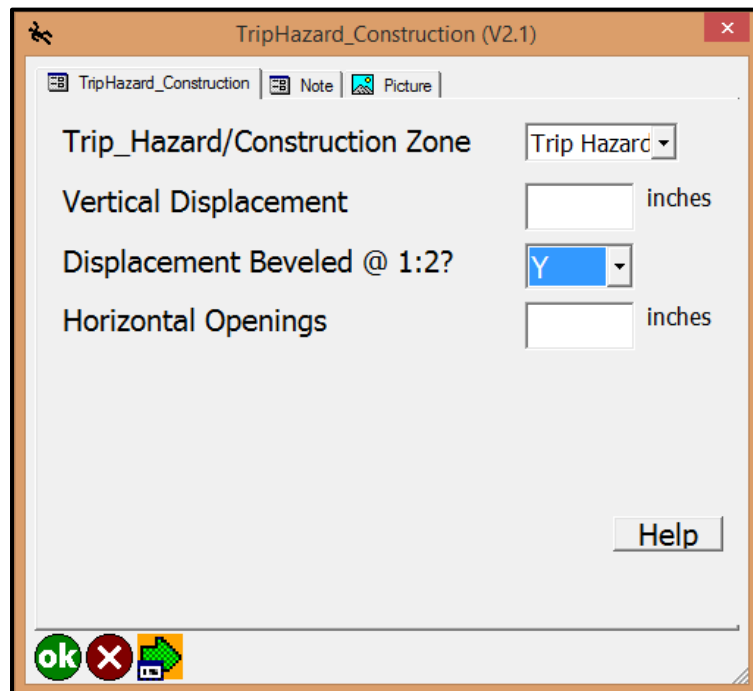 TripHazard_Construction (V2.1)
TripHazard_Construction Note Picture
Trip_Hazard/Construction Zone Trip Hazard
Vertical Displacement inches
Displacement Beveled @ 1:2? Y
Horizontal Openings inches
Help
ok